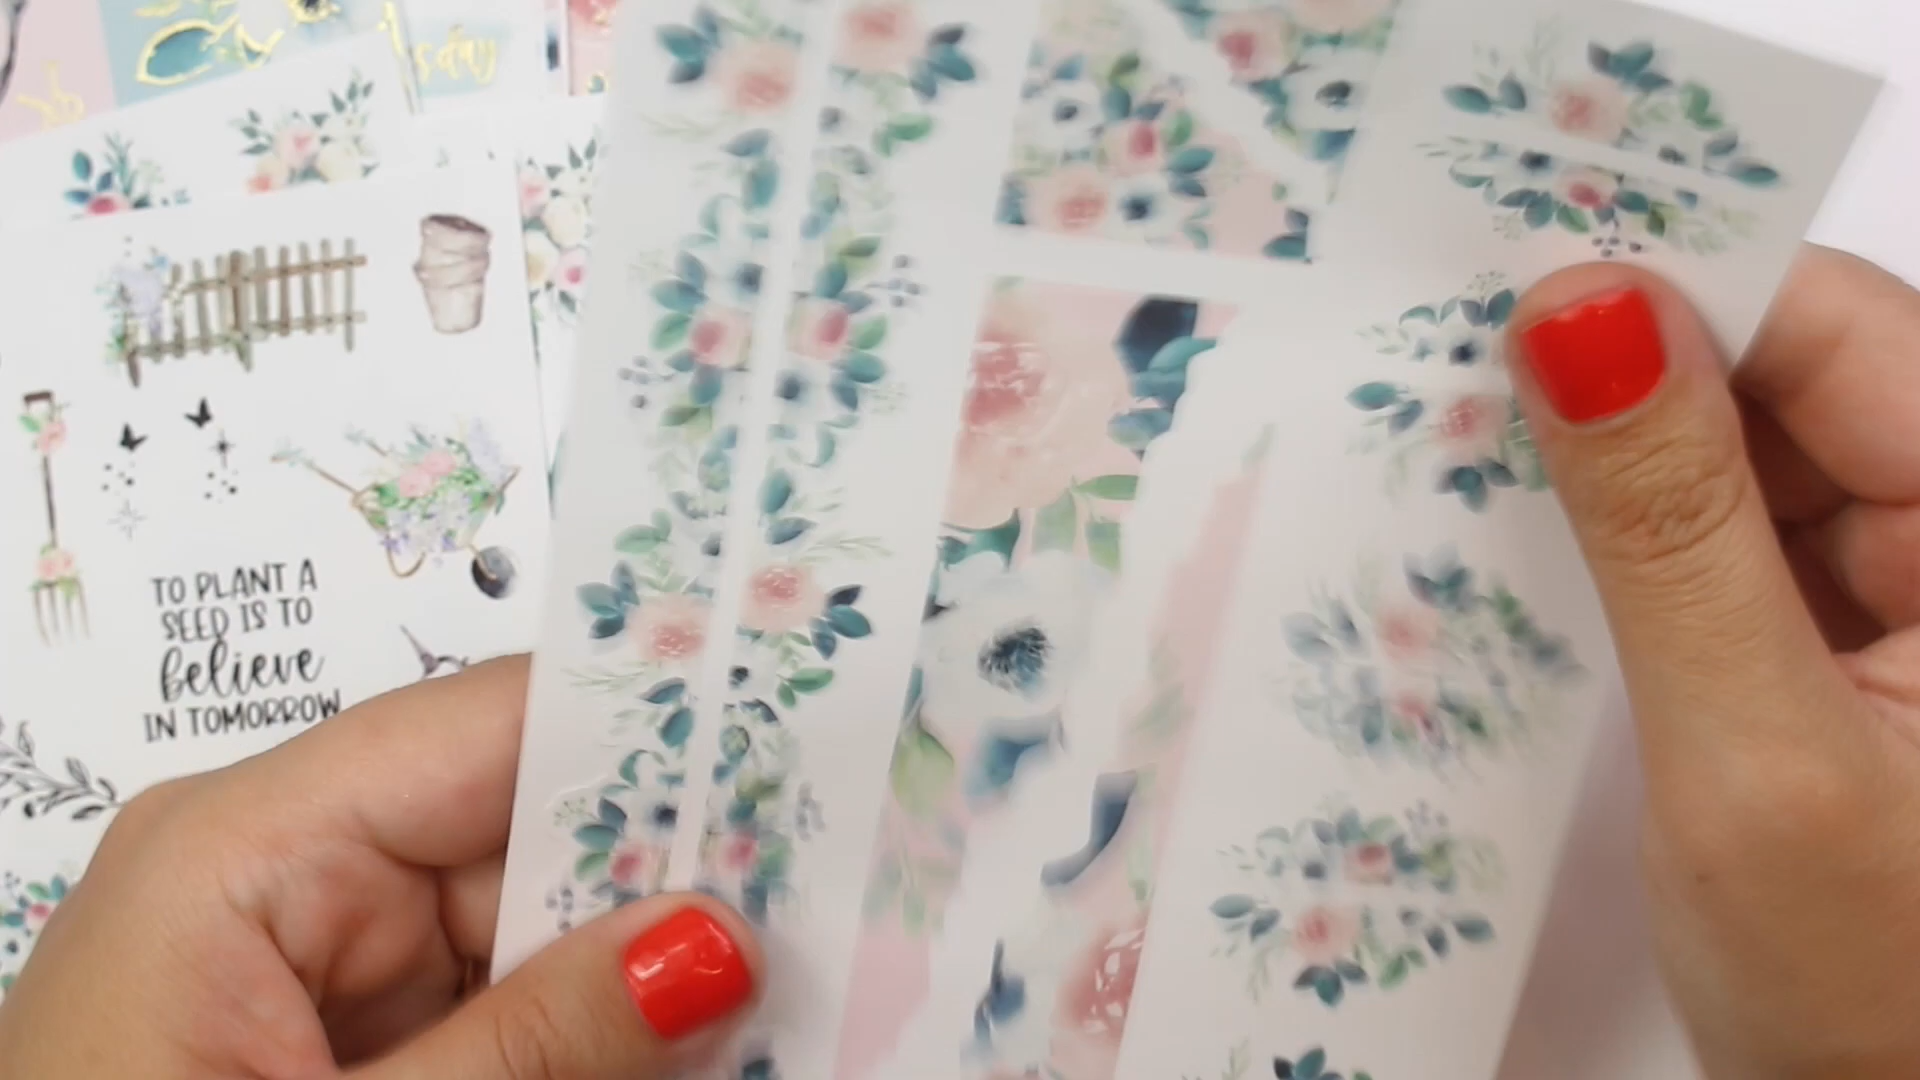 TO PLANT A
SEED IS TO
believe
IN TOMORROW